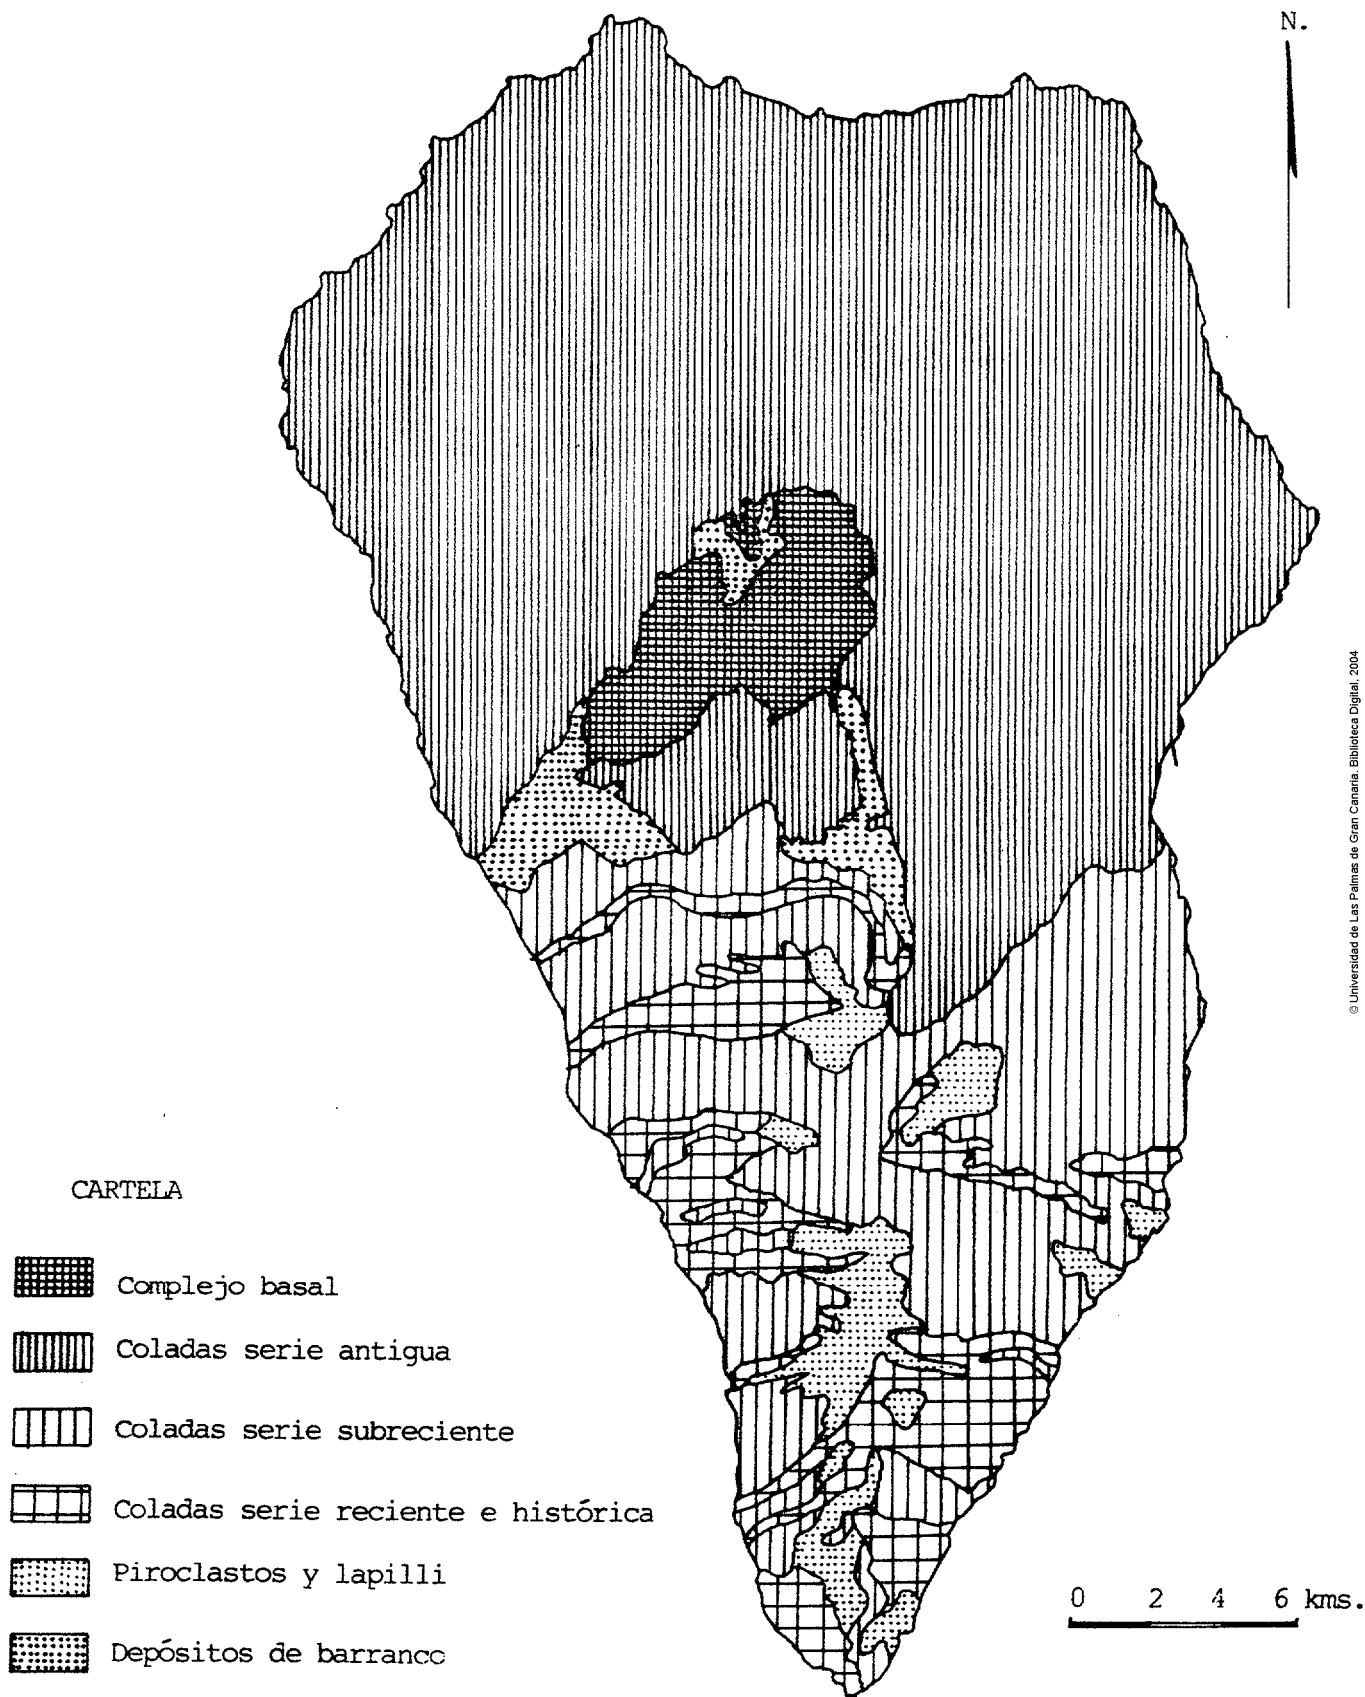 N.
CARTELA
Complejo basal
Coladas serie antigua
Coladas serie subreciente
Coladas serie reciente e histórica
Piroclastos y lapilli
Depósitos de barranco
0 2 4 6 kms.
© Universidad de Las Palmas de Gran Canaria. Biblioteca Digital, 2004